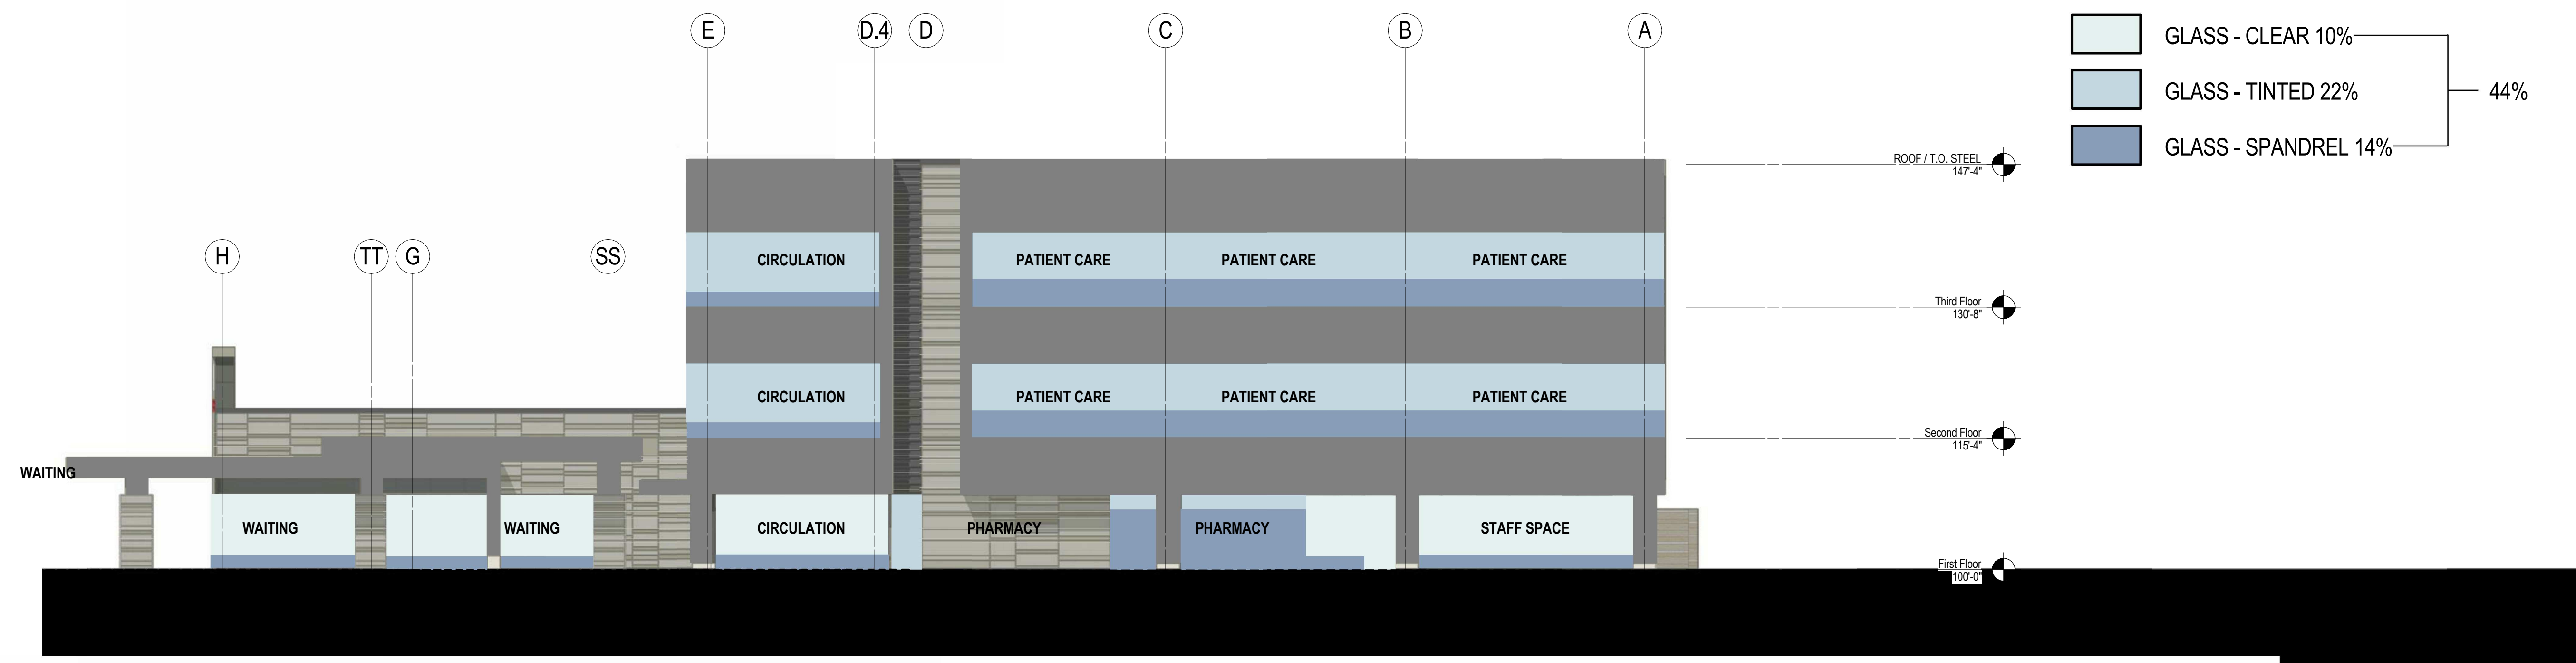 E D.4 D C B A
GLASS - CLEAR 10%
GLASS - TINTED 22%
44%
GLASS - SPANDREL 14%
ROOF / T.O. STEEL
147'-4"
H TT G SS
CIRCULATION PATIENT CARE PATIENT CARE PATIENT CARE
Third Floor
130'-8"
CIRCULATION PATIENT CARE PATIENT CARE PATIENT CARE
Second Floor
115'-4"
WAITING
WAITING WAITING CIRCULATION PHARMACY PHARMACY STAFF SPACE
First Floor
100'-0"